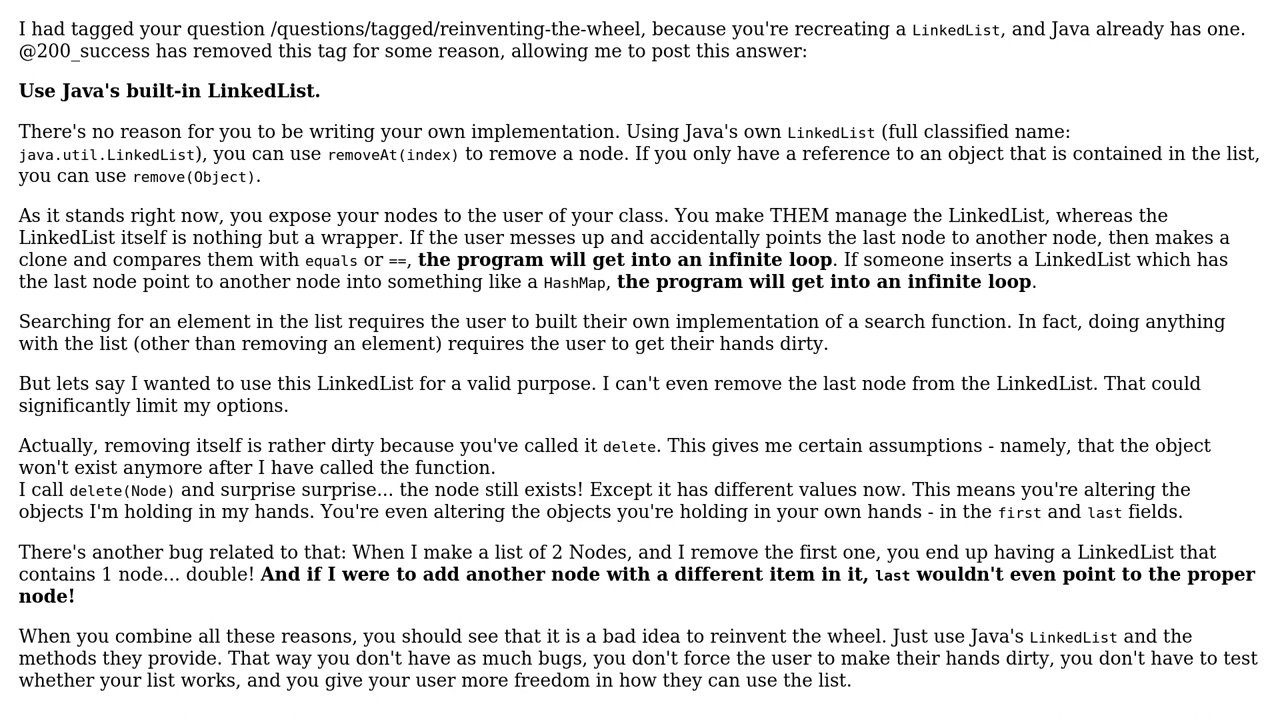 I had tagged your question /questions/tagged/reinventing-the-wheel, because you're recreating a LinkedList, and Java already has one.
@200_success has removed this tag for some reason, allowing me to post this answer:
Use Java's built-in LinkedList.
There's no reason for you to be writing your own implementation. Using Java's own LinkedList (full classified name:
java.util.LinkedList), you can use removeAt(index) to remove a node. If you only have a reference to an object that is contained in the list,
you can use remove(Object).
As it stands right now, you expose your nodes to the user of your class. You make THEM manage the LinkedList, whereas the
LinkedList itself is nothing but a wrapper. If the user messes up and accidentally points the last node to another node, then makes a
clone and compares them with equals or ==, the program will get into an infinite loop. If someone inserts a LinkedList which has
the last node point to another node into something like a HashMap, the program will get into an infinite loop.
Searching for an element in the list requires the user to built their own implementation of a search function. In fact, doing anything
with the list (other than removing an element) requires the user to get their hands dirty.
But lets say I wanted to use this LinkedList for a valid purpose. I can't even remove the last node from the LinkedList. That could
significantly limit my options.
Actually, removing itself is rather dirty because you've called it delete. This gives me certain assumptions - namely, that the object
won't exist anymore after I have called the function.
I call delete(Node) and surprise surprise... the node still exists! Except it has different values now. This means you're altering the
objects I'm holding in my hands. You're even altering the objects you're holding in your own hands - in the first and last fields.
There's another bug related to that: When I make a list of 2 Nodes, and I remove the first one, you end up having a LinkedList that
contains 1 node... double! And if I were to add another node with a different item in it, last wouldn't even point to the proper
node!
When you combine all these reasons, you should see that it is a bad idea to reinvent the wheel. Just use Java's LinkedList and the
methods they provide. That way you don't have as much bugs, you don't force the user to make their hands dirty, you don't have to test
whether your list works, and you give your user more freedom in how they can use the list.